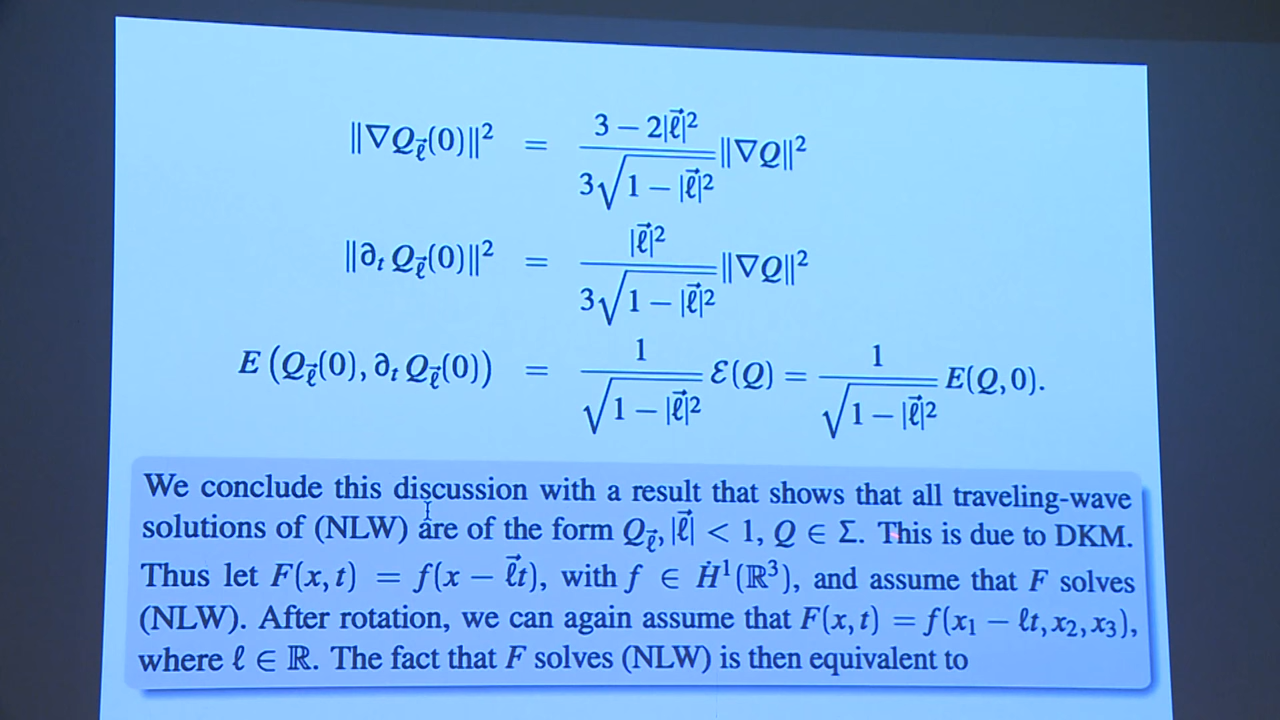 ‖∇Q_ℓ⃗(0)‖² = (3 − 2|ℓ⃗|²)/(3√(1 − |ℓ⃗|²)) ‖∇Q‖²
‖∂ₜQ_ℓ⃗(0)‖² = |ℓ⃗|²/(3√(1 − |ℓ⃗|²)) ‖∇Q‖²
E (Q_ℓ⃗(0), ∂ₜQ_ℓ⃗(0)) = 1/√(1 − |ℓ⃗|²) ℰ(Q) = 1/√(1 − |ℓ⃗|²) E(Q, 0).
We conclude this discussion with a result that shows that all traveling-wave
solutions of (NLW) are of the form Q_ℓ⃗, |ℓ⃗| < 1, Q ∈ Σ. This is due to DKM.
Thus let F(x, t) = f(x − ℓ⃗t), with f ∈ Ḣ¹(ℝ³), and assume that F solves
(NLW). After rotation, we can again assume that F(x, t) = f(x₁ − ℓt, x₂, x₃),
where ℓ ∈ ℝ. The fact that F solves (NLW) is then equivalent to